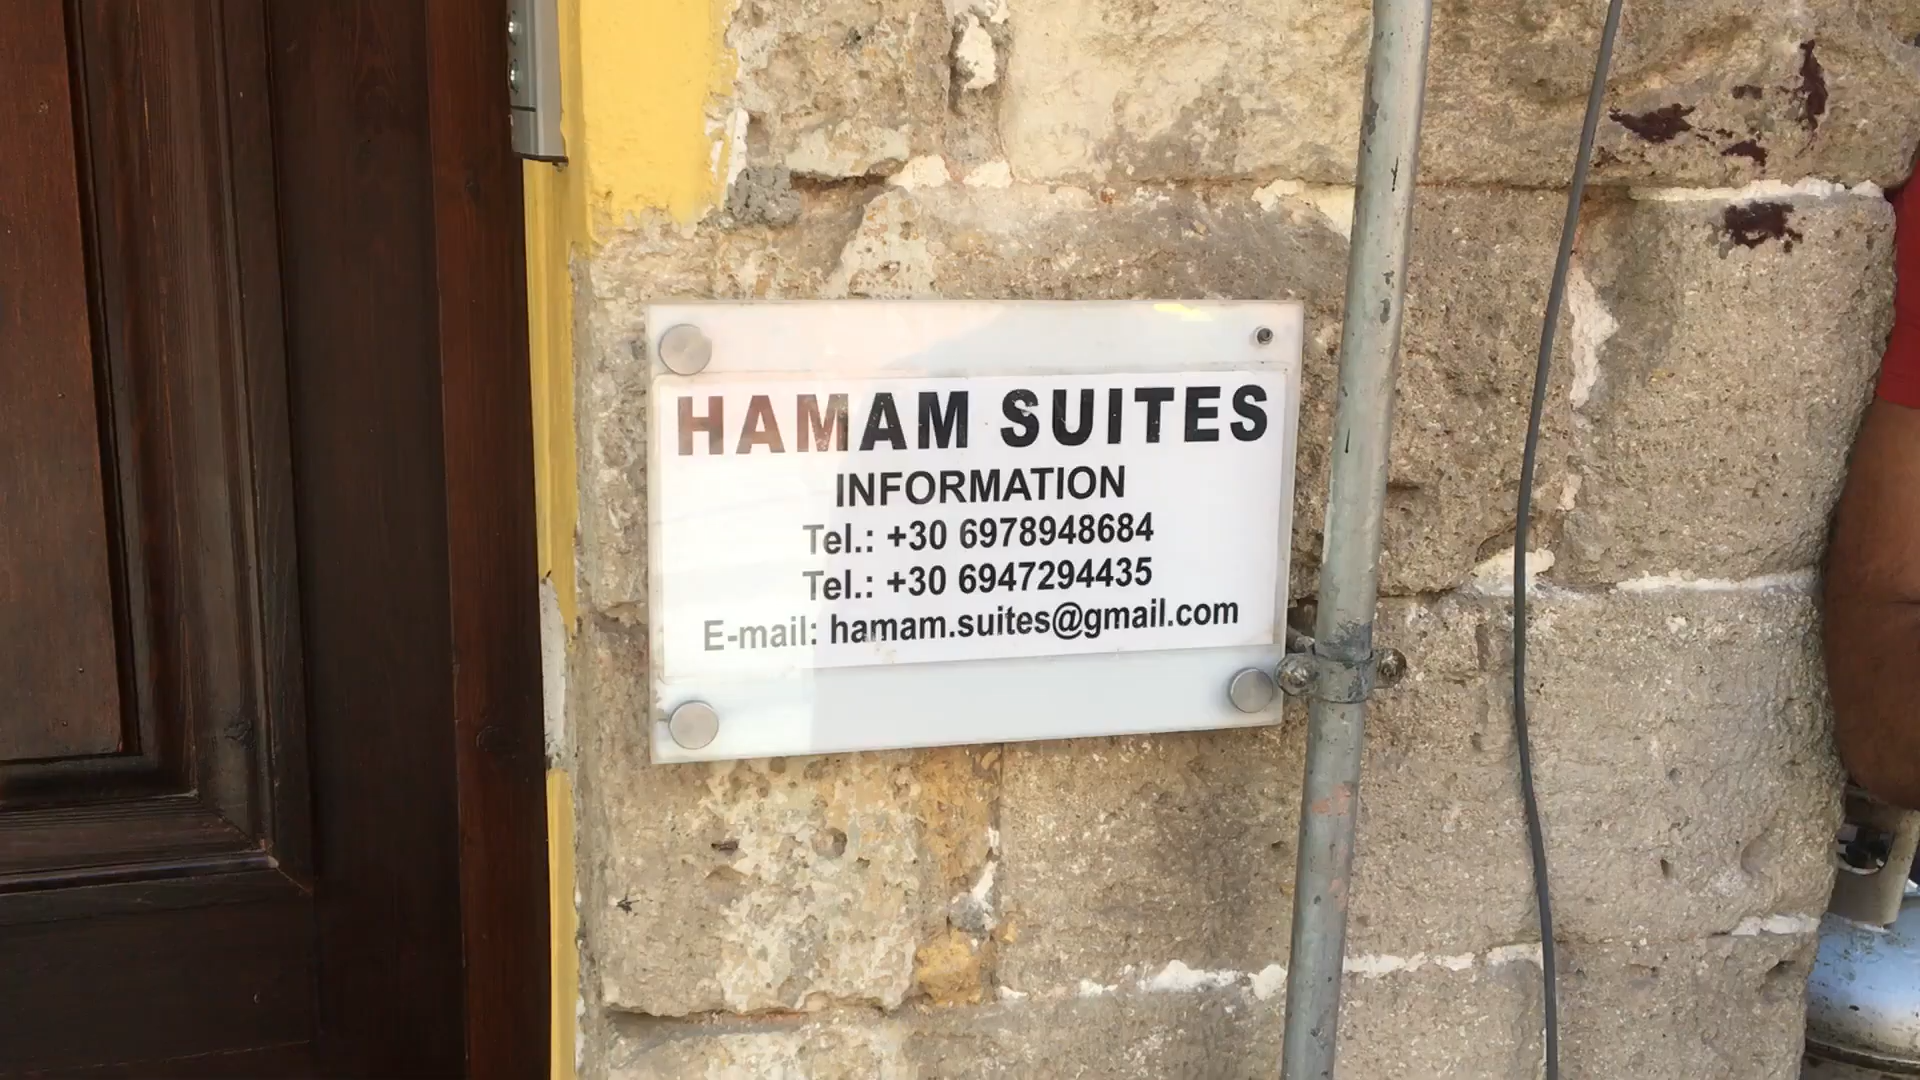 HAMAM SUITES
INFORMATION
Tel.: +30 6978948684
Tel.: +30 6947294435
E-mail: hamam.suites@gmail.com